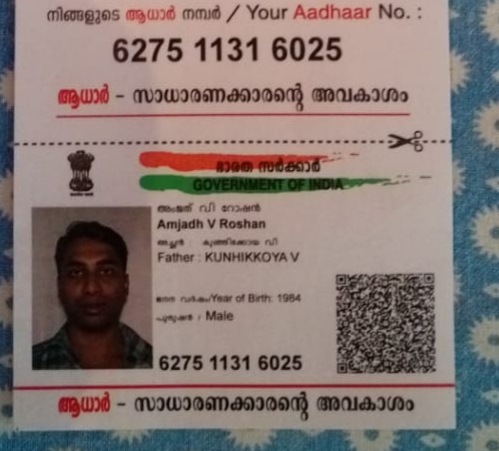 നിങ്ങളുടെ ആധാർ നമ്പർ / Your Aadhaar No. :
6275 1131 6025
ആധാർ - സാധാരണക്കാരന്റെ അവകാശം
ഭാരത സർക്കാർ
GOVERNMENT OF INDIA
അംജത് വി റോഷൻ
Amjadh V Roshan
അച്ഛൻ : കുഞ്ഞിക്കോയ വി
Father : KUNHIKKOYA V
ജനന വർഷം/Year of Birth: 1984
പുരുഷൻ / Male
6275 1131 6025
ആധാർ - സാധാരണക്കാരന്റെ അവകാശം